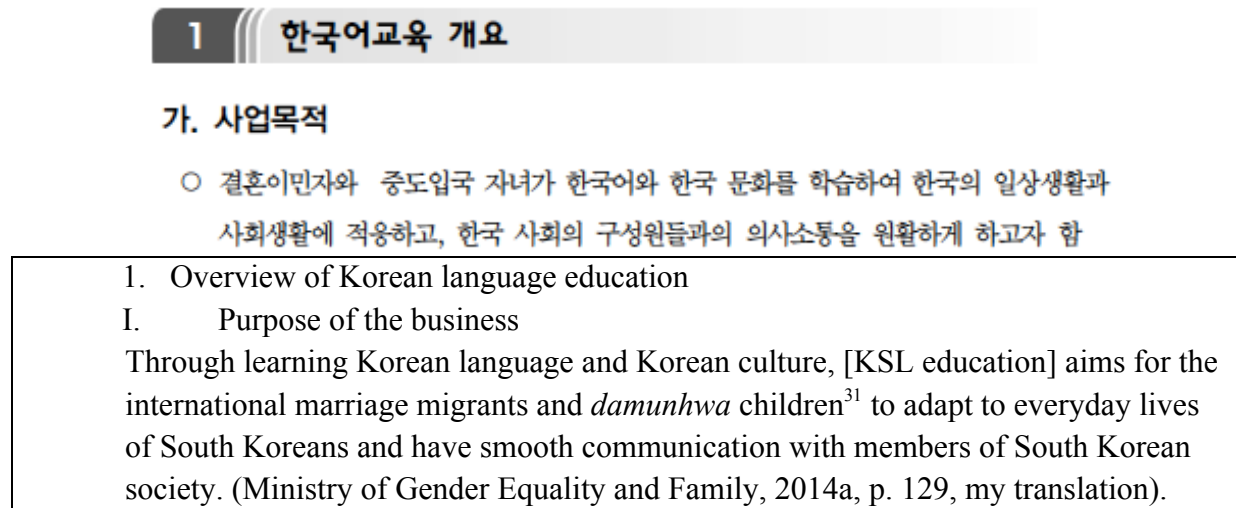 1 한국어교육 개요
가. 사업목적
○ 결혼이민자와 중도입국 자녀가 한국어와 한국 문화를 학습하여 한국의 일상생활과
사회생활에 적응하고, 한국 사회의 구성원들과의 의사소통을 원활하게 하고자 함
1. Overview of Korean language education
I. Purpose of the business
Through learning Korean language and Korean culture, [KSL education] aims for the
international marriage migrants and damunhwa children31 to adapt to everyday lives
of South Koreans and have smooth communication with members of South Korean
society. (Ministry of Gender Equality and Family, 2014a, p. 129, my translation).